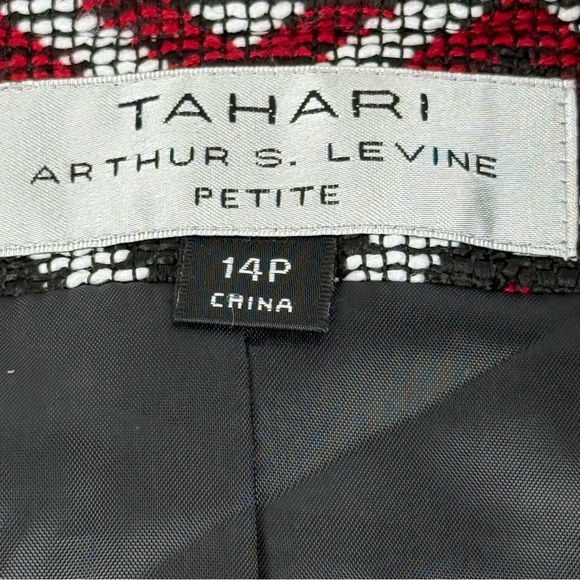 TAHARI
ARTHUR S. LEVINE
PETITE
14P
CHINA